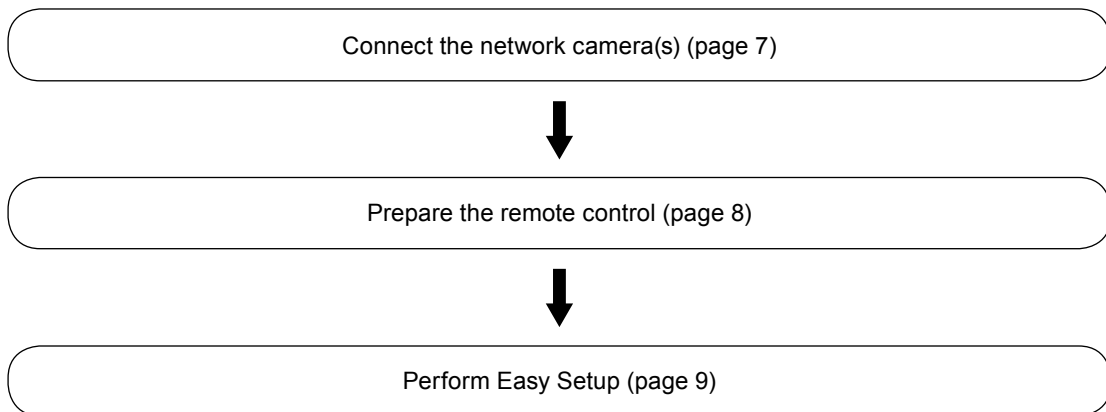 Connect the network camera(s) (page 7)
Prepare the remote control (page 8)
Perform Easy Setup (page 9)